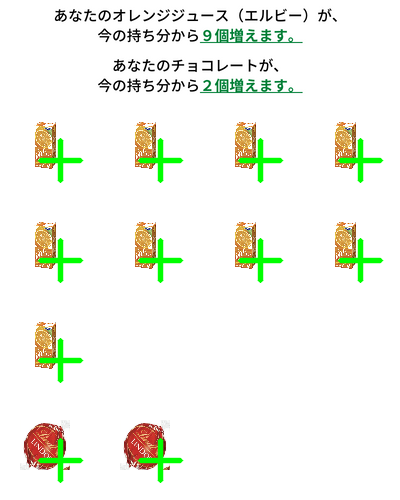 あなたのオレンジジュース（エルビー）が、
今の持ち分から９個増えます。
あなたのチョコレートが、
今の持ち分から２個増えます。